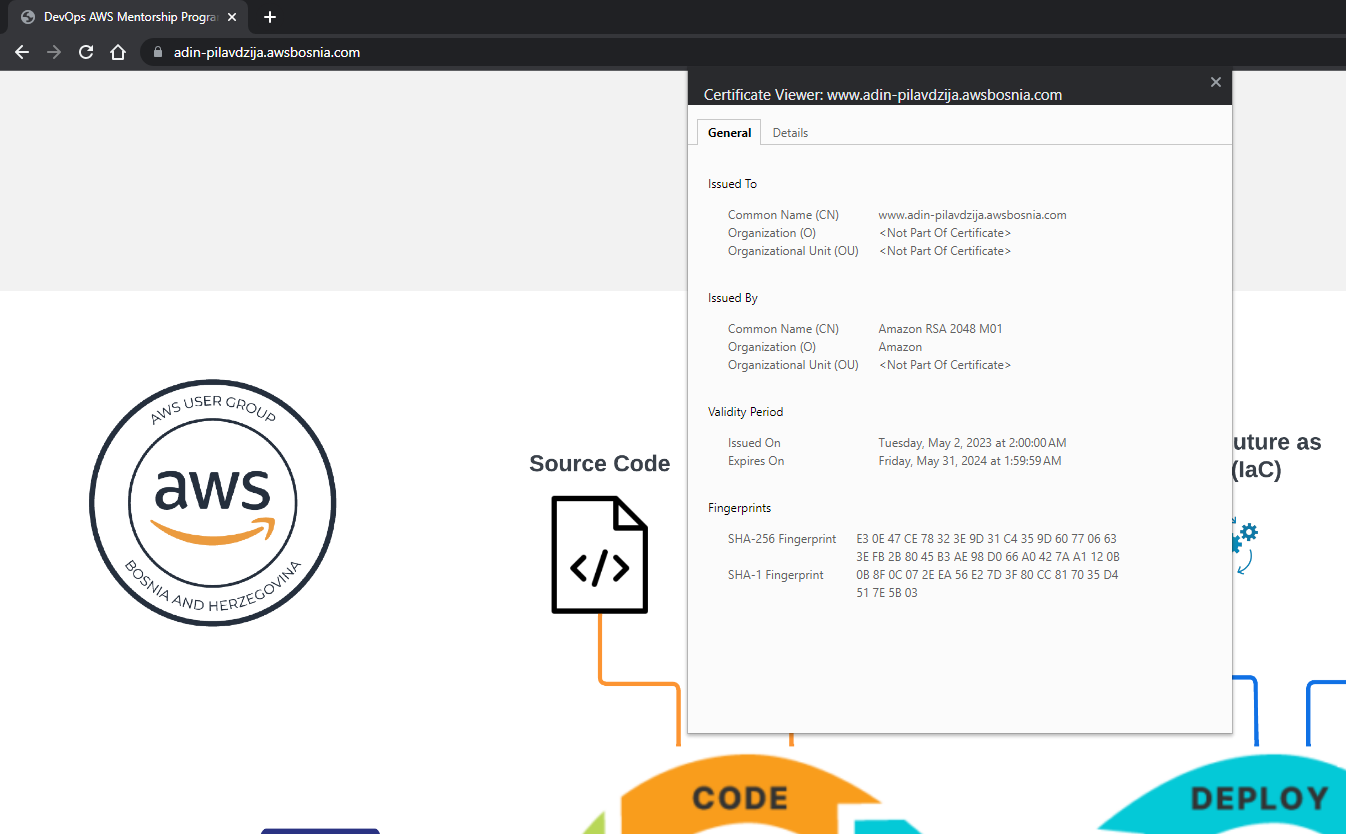 DevOps AWS Mentorship Progra
adin-pilavdzija.awsbosnia.com
Certificate Viewer: www.adin-pilavdzija.awsbosnia.com
General Details
Issued To
Common Name (CN) www.adin-pilavdzija.awsbosnia.com
Organization (O) <Not Part Of Certificate>
Organizational Unit (OU) <Not Part Of Certificate>
Issued By
Common Name (CN) Amazon RSA 2048 M01
Organization (O) Amazon
Organizational Unit (OU) <Not Part Of Certificate>
Validity Period
Issued On Tuesday, May 2, 2023 at 2:00:00 AM
Expires On Friday, May 31, 2024 at 1:59:59 AM
Fingerprints
SHA-256 Fingerprint E3 0E 47 CE 78 32 3E 9D 31 C4 35 9D 60 77 06 63
3E FB 2B 80 45 B3 AE 98 D0 66 A0 42 7A A1 12 0B
SHA-1 Fingerprint 0B 8F 0C 07 2E EA 56 E2 7D 3F 80 CC 81 70 35 D4
51 7E 5B 03
AWS USER GROUP
aws
BOSNIA AND HERZEGOVINA
Source Code
</>
uture as
(IaC)
CODE
DEPLOY